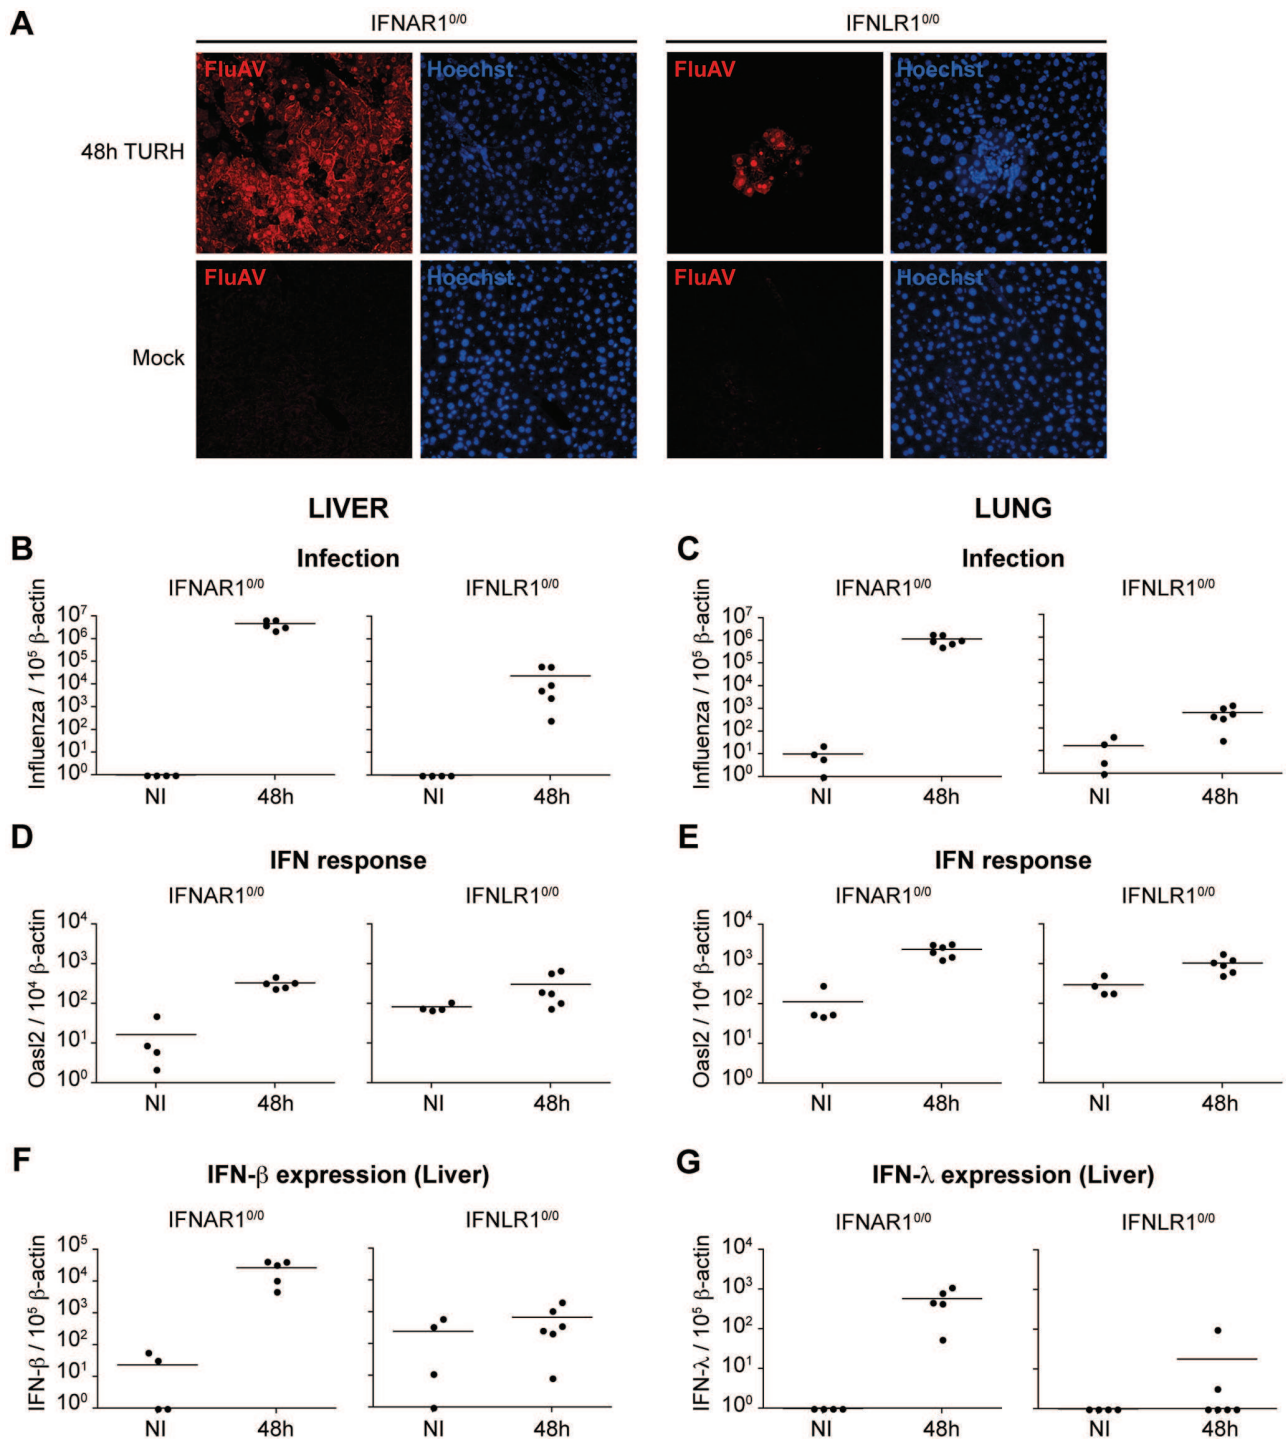 A
IFNAR1⁰/⁰
IFNLR1⁰/⁰
48h TURH
FluAV
Hoechst
FluAV
Hoechst
Mock
FluAV
Hoechst
FluAV
Hoechst
LIVER
LUNG
B
Infection
IFNAR1⁰/⁰
IFNLR1⁰/⁰
Influenza / 10⁵ β-actin
10⁷
10⁶
10⁵
10⁴
10³
10²
10¹
10⁰
NI
48h
NI
48h
C
Infection
IFNAR1⁰/⁰
IFNLR1⁰/⁰
Influenza / 10⁵ β-actin
10⁷
10⁶
10⁵
10⁴
10³
10²
10¹
10⁰
NI
48h
NI
48h
D
IFN response
IFNAR1⁰/⁰
IFNLR1⁰/⁰
Oasl2 / 10⁴ β-actin
10⁴
10³
10²
10¹
10⁰
NI
48h
NI
48h
E
IFN response
IFNAR1⁰/⁰
IFNLR1⁰/⁰
Oasl2 / 10⁴ β-actin
10⁴
10³
10²
10¹
10⁰
NI
48h
NI
48h
F
IFN-β expression (Liver)
IFNAR1⁰/⁰
IFNLR1⁰/⁰
IFN-β / 10⁵ β-actin
10⁵
10⁴
10³
10²
10¹
10⁰
NI
48h
NI
48h
G
IFN-λ expression (Liver)
IFNAR1⁰/⁰
IFNLR1⁰/⁰
IFN-λ / 10⁵ β-actin
10⁴
10³
10²
10¹
10⁰
NI
48h
NI
48h